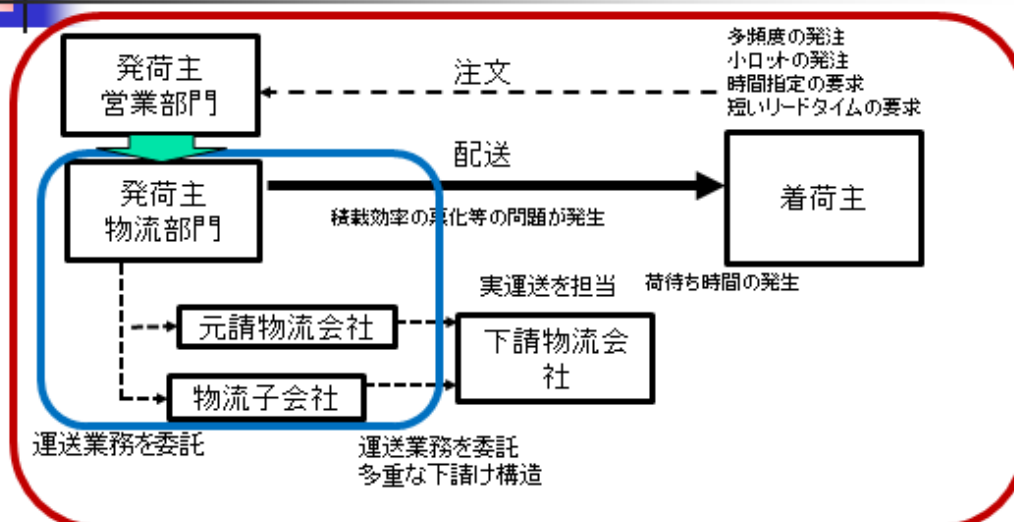 発荷主
営業部門
注文
多頻度の発注
小ロットの発注
時間指定の要求
短いリードタイムの要求
発荷主
物流部門
配送
積載効率の悪化等の問題が発生
着荷主
荷待ち時間の発生
実運送を担当
元請物流会社
下請物流会
社
物流子会社
運送業務を委託
運送業務を委託
多重な下請け構造